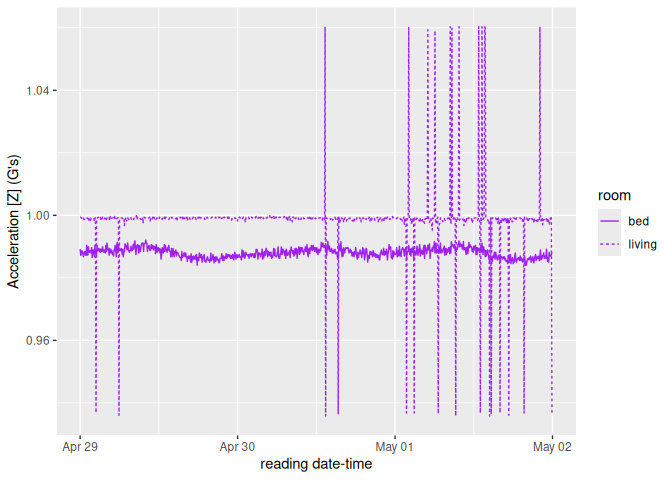 1.04
1.00
0.96
Acceleration [Z] (G's)
Apr 29
Apr 30
May 01
May 02
reading date-time
room
bed
living